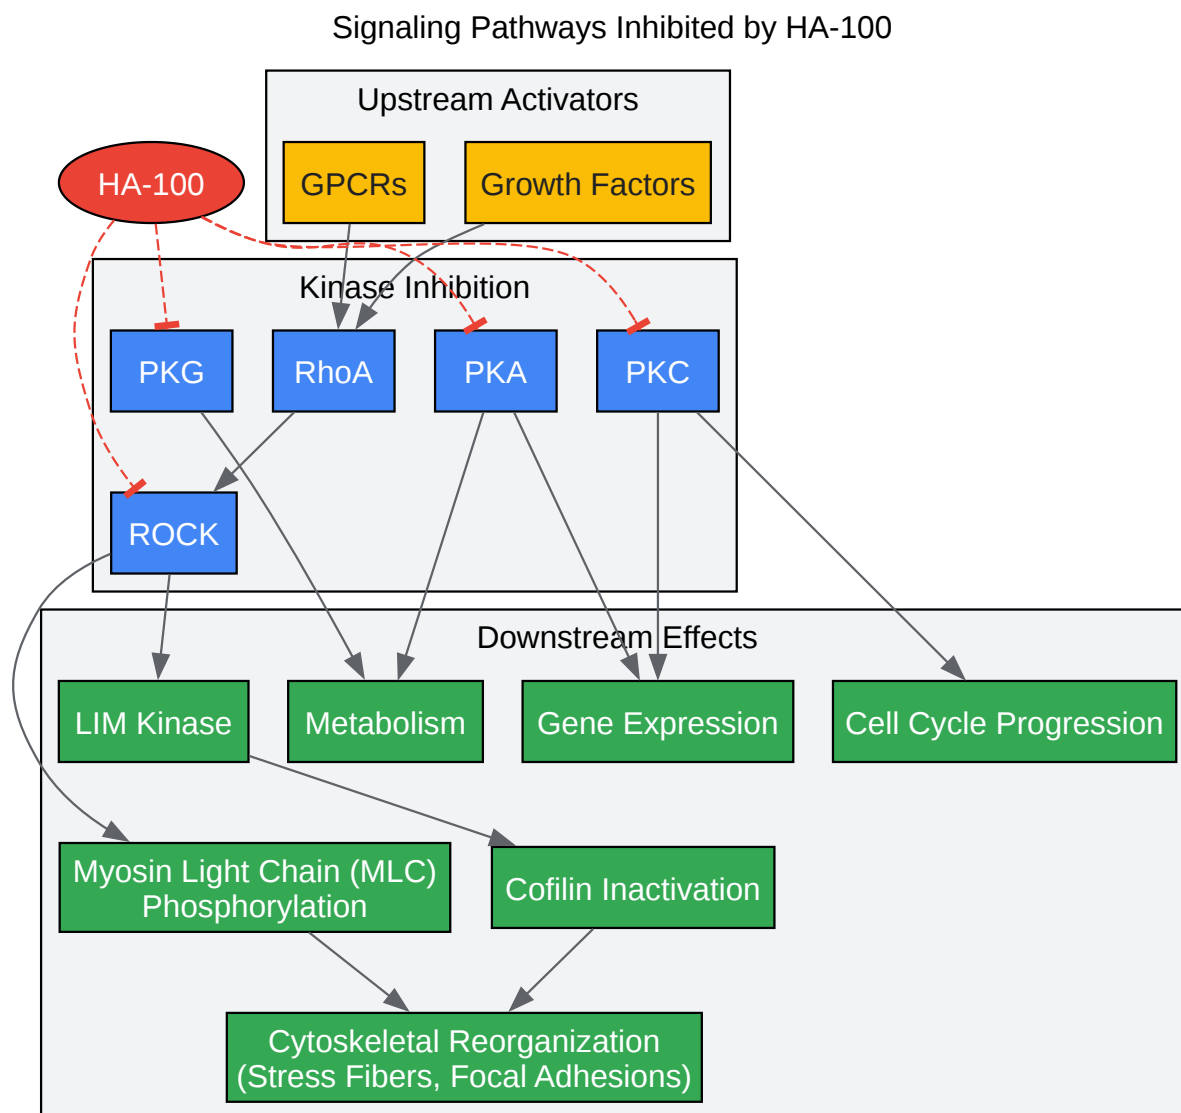 Signaling Pathways Inhibited by HA-100
Upstream Activators
HA-100
GPCRs
Growth Factors
Kinase Inhibition
PKG
RhoA
PKA
PKC
ROCK
Downstream Effects
LIM Kinase
Metabolism
Gene Expression
Cell Cycle Progression
Myosin Light Chain (MLC)
Phosphorylation
Cofilin Inactivation
Cytoskeletal Reorganization
(Stress Fibers, Focal Adhesions)